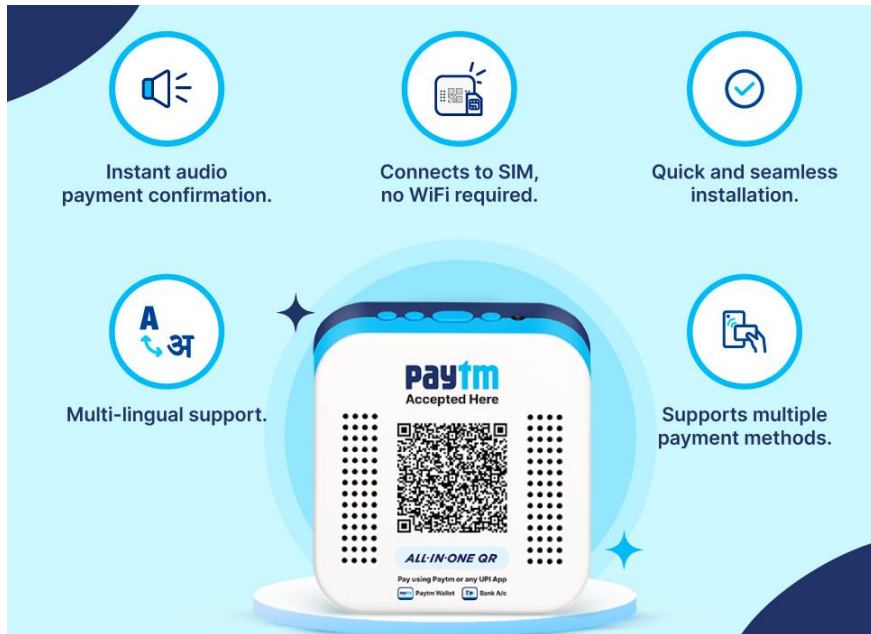 Instant audio
payment confirmation.
Connects to SIM,
no WiFi required.
Quick and seamless
installation.
A
अ
Multi-lingual support.
Supports multiple
payment methods.
paytm
Accepted Here
ALL-IN-ONE QR
Pay using Paytm or any UPI App
Paytm Wallet Bank A/c